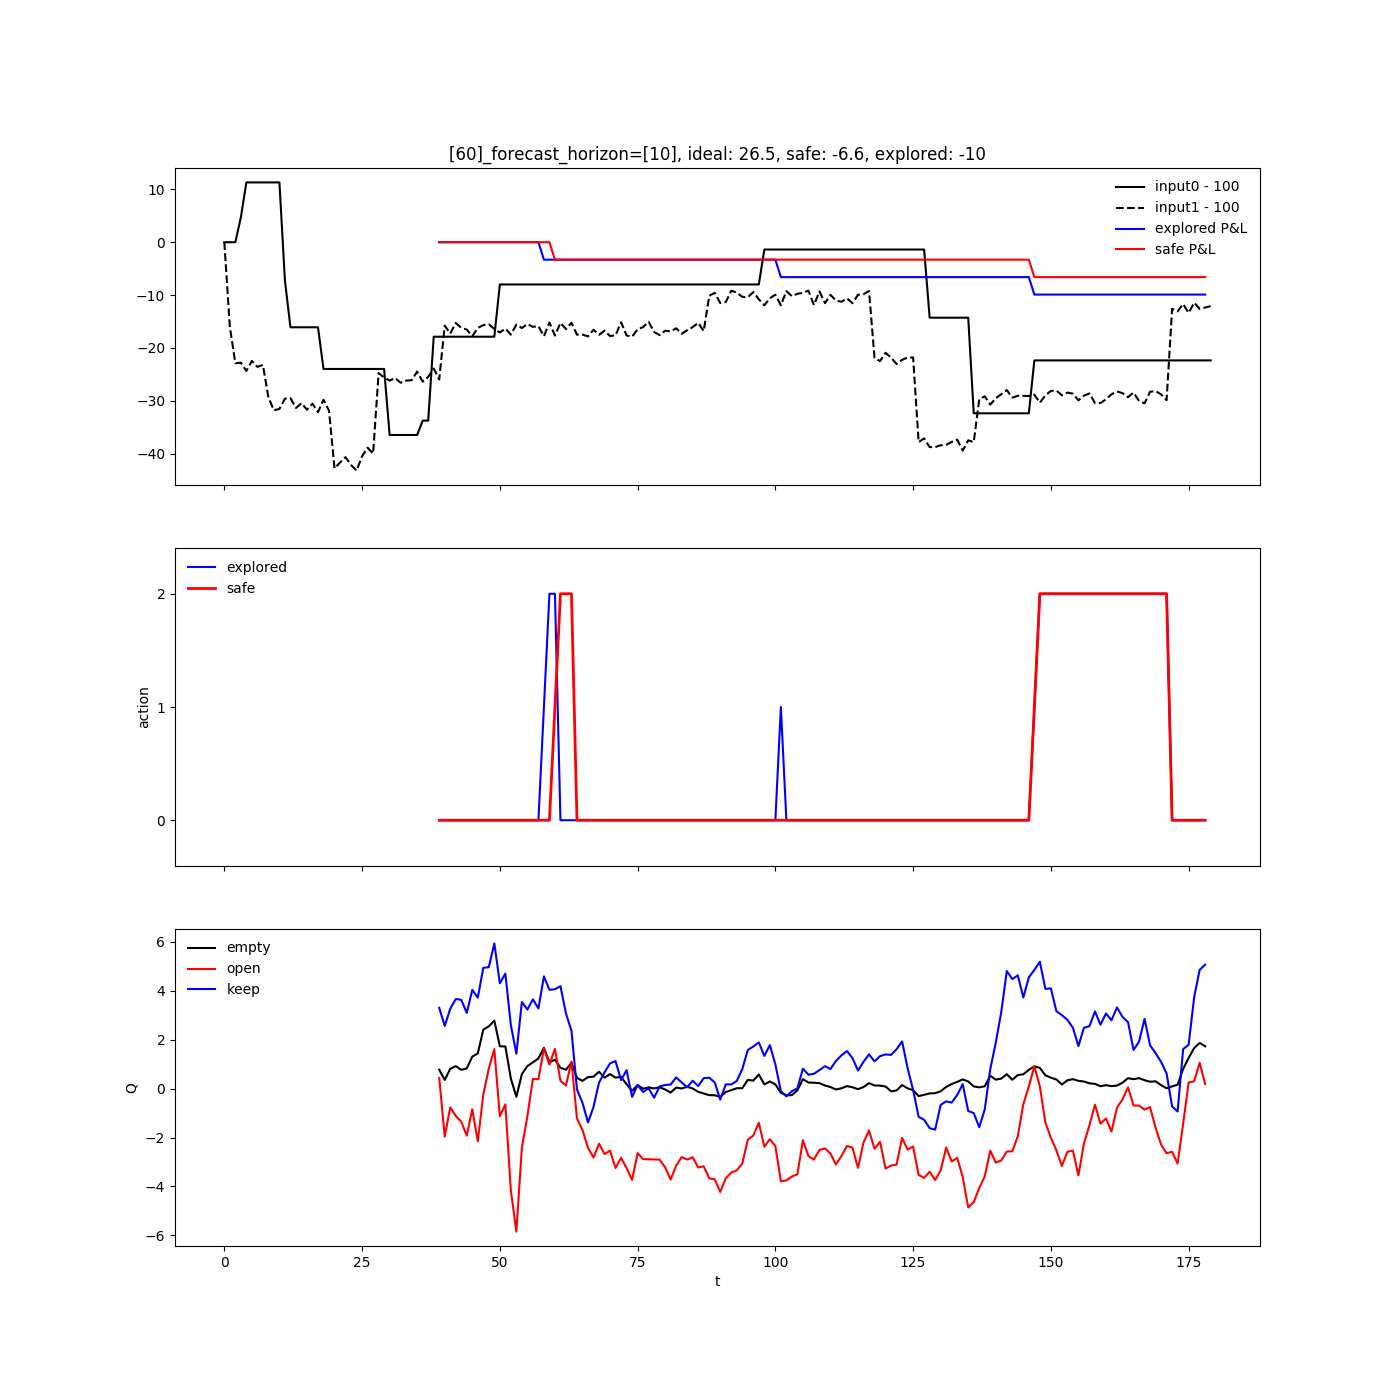 [60]_forecast_horizon=[10], ideal: 26.5, safe: -6.6, explored: -10
10
0
−10
−20
−30
−40
input0 - 100
input1 - 100
explored P&L
safe P&L
2
1
0
action
explored
safe
6
4
2
0
−2
−4
−6
Q
empty
open
keep
0 25 50 75 100 125 150 175
t